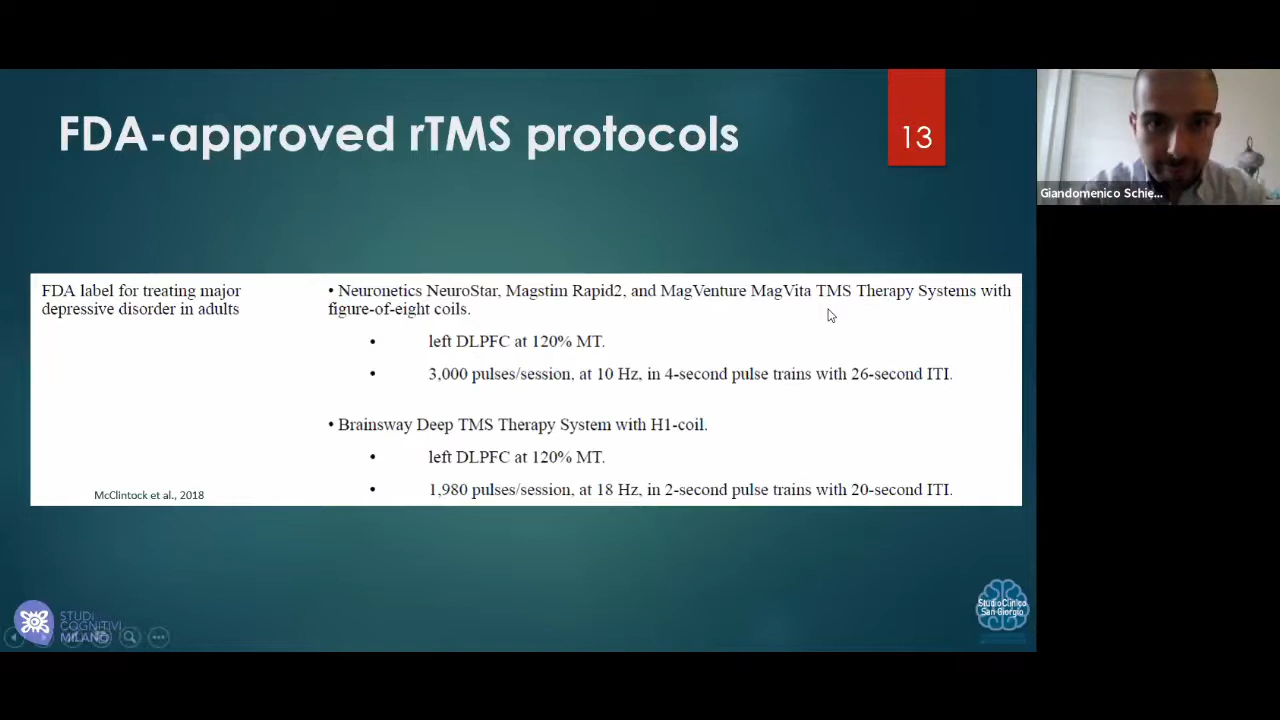 FDA-approved rTMS protocols
13
Giandomenico Schie...
FDA label for treating major
depressive disorder in adults
• Neuronetics NeuroStar, Magstim Rapid2, and MagVenture MagVita TMS Therapy Systems with
figure-of-eight coils.
• left DLPFC at 120% MT.
• 3,000 pulses/session, at 10 Hz, in 4-second pulse trains with 26-second ITI.
• Brainsway Deep TMS Therapy System with H1-coil.
• left DLPFC at 120% MT.
• 1,980 pulses/session, at 18 Hz, in 2-second pulse trains with 20-second ITI.
McClintock et al., 2018
STUDI
COGNITIVI
MILANO
StudioClinico
San Giorgio